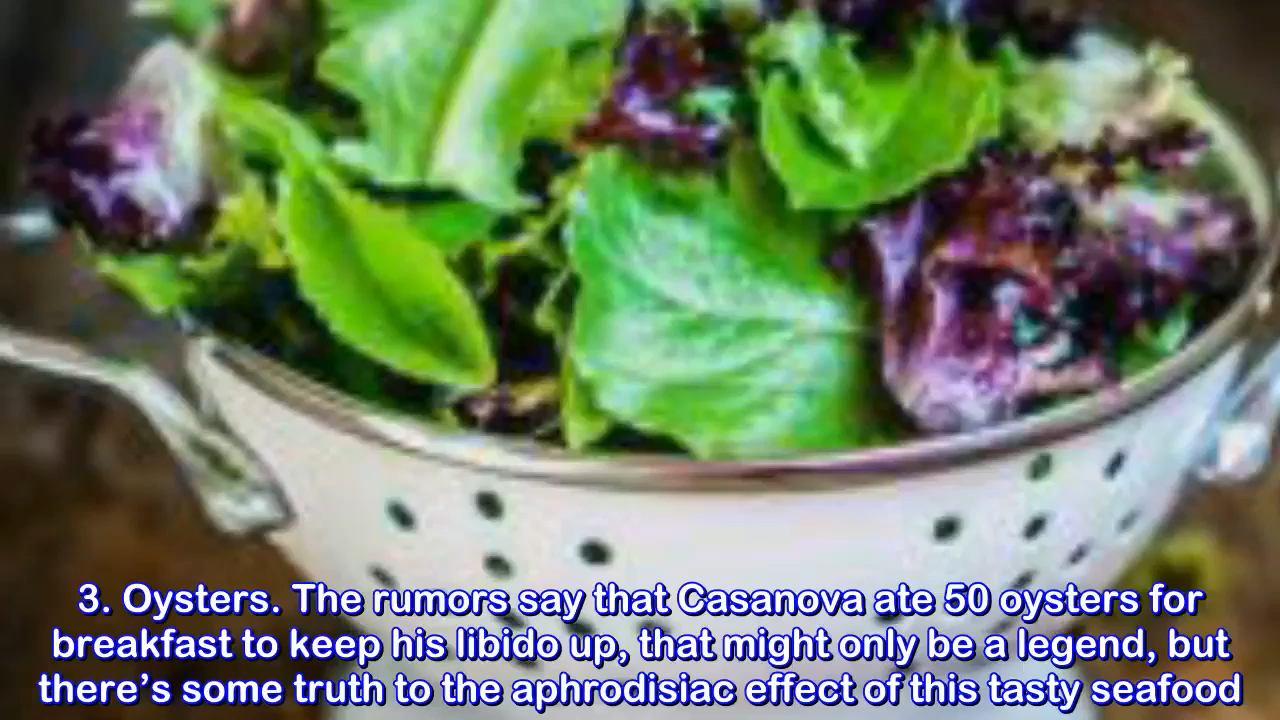 3. Oysters. The rumors say that Casanova ate 50 oysters for
breakfast to keep his libido up, that might only be a legend, but
there's some truth to the aphrodisiac effect of this tasty seafood